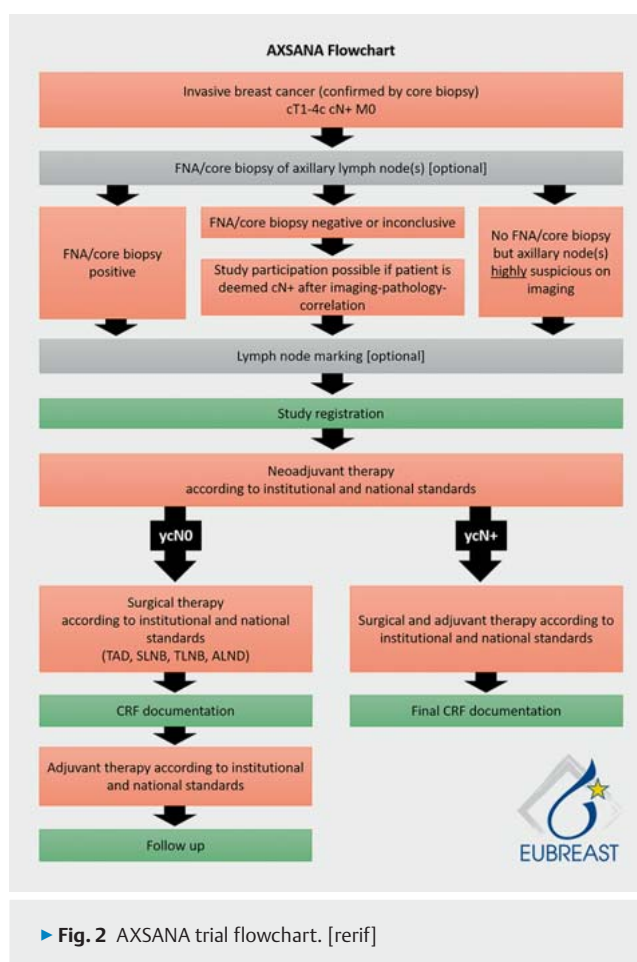 AXSANA Flowchart
Invasive breast cancer (confirmed by core biopsy)
cT1-4c cN+ M0
FNA/core biopsy of axillary lymph node(s) [optional]
FNA/core biopsy
positive
FNA/core biopsy negative or inconclusive
Study participation possible if patient is
deemed cN+ after imaging-pathology-
correlation
No FNA/core biopsy
but axillary node(s)
highly suspicious on
imaging
Lymph node marking [optional]
Study registration
Neoadjuvant therapy
according to institutional and national standards
ycN0
ycN+
Surgical therapy
according to institutional and national
standards
(TAD, SLNB, TLNB, ALND)
Surgical and adjuvant therapy according to
institutional and national standards
CRF documentation
Final CRF documentation
Adjuvant therapy according to institutional
and national standards
Follow up
EUBREAST
▶ Fig. 2 AXSANA trial flowchart. [rerif]